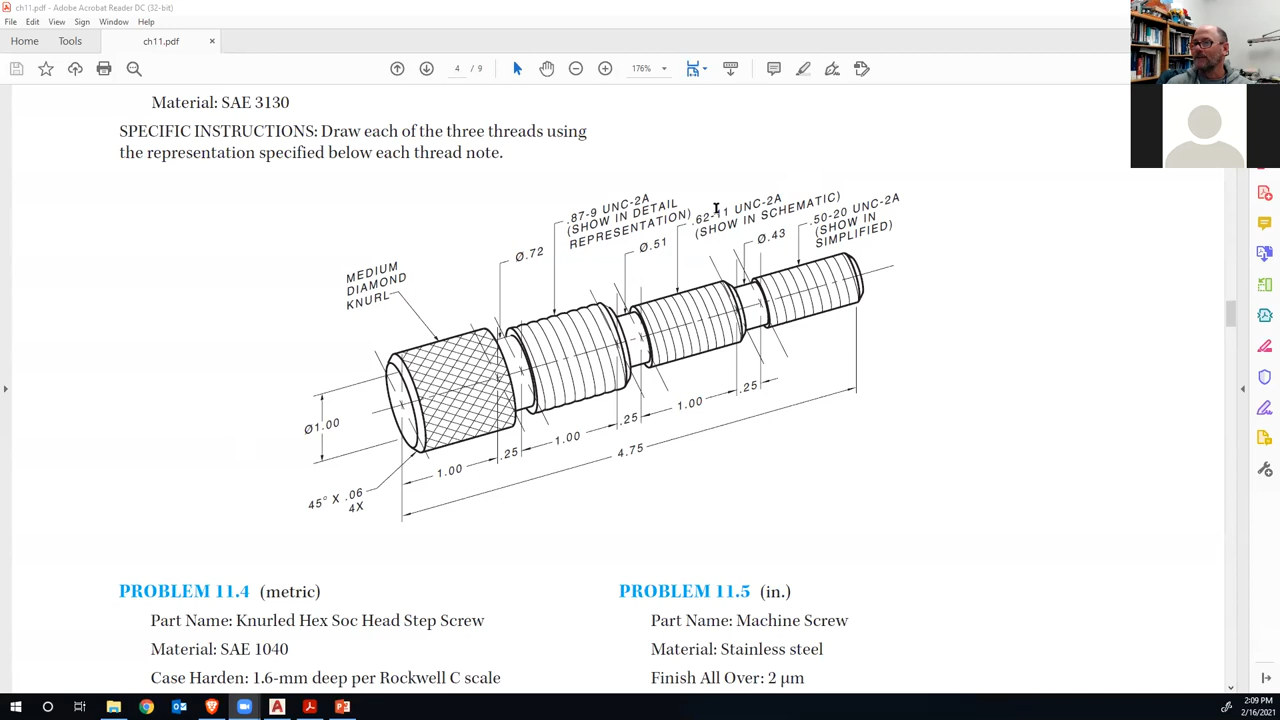 ch11.pdf - Adobe Acrobat Reader DC (32-bit)
File Edit View Sign Window Help
Home Tools ch11.pdf ×
4 / 9 176%
Material: SAE 3130
SPECIFIC INSTRUCTIONS: Draw each of the three threads using
the representation specified below each thread note.
.87-9 UNC-2A
(SHOW IN DETAIL
REPRESENTATION)
.62-11 UNC-2A
(SHOW IN SCHEMATIC)
.50-20 UNC-2A
(SHOW IN
SIMPLIFIED)
Ø.72
Ø.51
Ø.43
MEDIUM
DIAMOND
KNURL
Ø1.00
45° X .06
4X
1.00
.25
1.00
.25
1.00
.25
4.75
PROBLEM 11.4 (metric)
Part Name: Knurled Hex Soc Head Step Screw
Material: SAE 1040
Case Harden: 1.6-mm deep per Rockwell C scale
PROBLEM 11.5 (in.)
Part Name: Machine Screw
Material: Stainless steel
Finish All Over: 2 μm
2:09 PM
2/16/2021